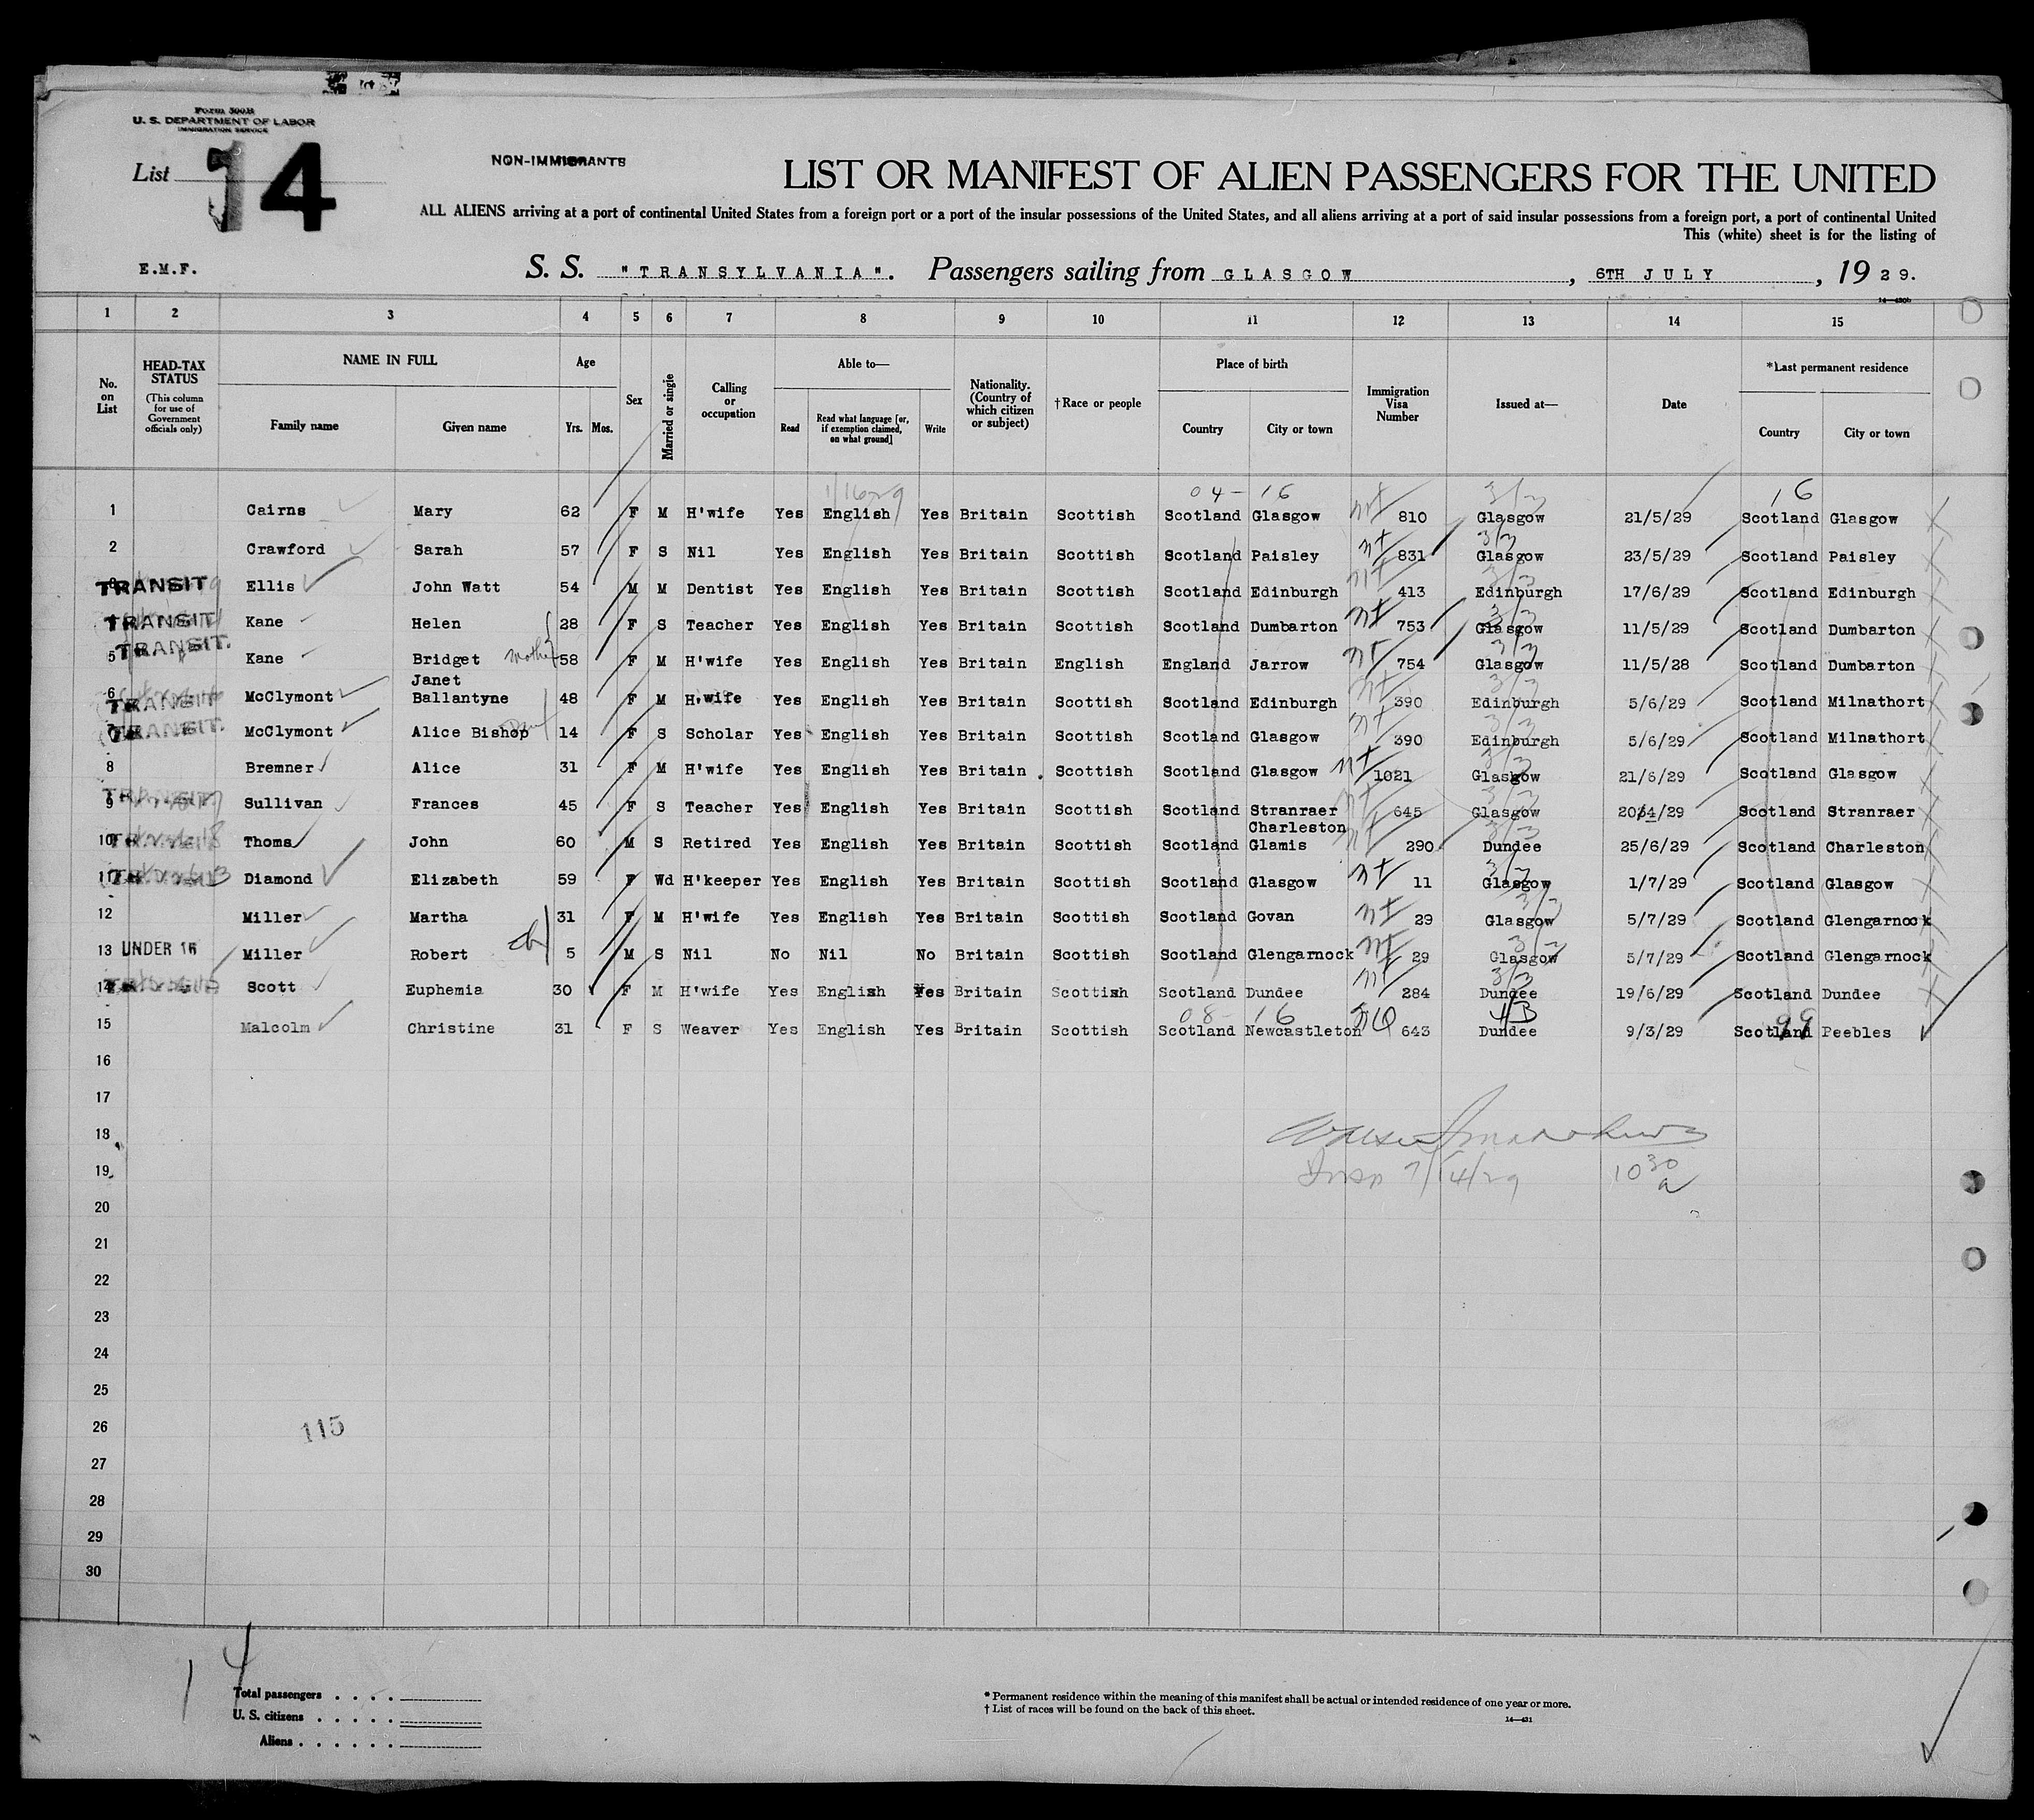 Form 500B
U. S. DEPARTMENT OF LABOR
IMMIGRATION SERVICE
List 14
NON-IMMIGRANTS
LIST OR MANIFEST OF ALIEN PASSENGERS FOR THE UNITED
ALL ALIENS arriving at a port of continental United States from a foreign port or a port of the insular possessions of the United States, and all aliens arriving at a port of said insular possessions from a foreign port, a port of continental United
This (white) sheet is for the listing of
E.M.F.
S. S. "TRANSYLVANIA". Passengers sailing from GLASGOW, 6TH JULY, 1929.
14—430b
1 2 3 4 5 6 7 8 9 10 11 12 13 14 15
No. on List
HEAD-TAX STATUS
(This column for use of Government officials only)
NAME IN FULL
Family name Given name
Age
Yrs. Mos.
Sex
Married or single
Calling or occupation
Able to—
Read
Read what language [or, if exemption claimed, on what ground]
Write
Nationality. (Country of which citizen or subject)
†Race or people
Place of birth
Country City or town
Immigration Visa Number
Issued at—
Date
*Last permanent residence
Country City or town
04-16 3/3 16
1 Cairns Mary 62 F M H'wife Yes English Yes Britain Scottish Scotland Glasgow 810 Glasgow 21/5/29 Scotland Glasgow
2 Crawford Sarah 57 F S Nil Yes English Yes Britain Scottish Scotland Paisley 831 Glasgow 23/5/29 Scotland Paisley
TRANSIT Ellis John Watt 54 M M Dentist Yes English Yes Britain Scottish Scotland Edinburgh 413 Edinburgh 17/6/29 Scotland Edinburgh
TRANSIT Kane Helen 28 F S Teacher Yes English Yes Britain Scottish Scotland Dumbarton 753 Glasgow 11/5/29 Scotland Dumbarton
TRANSIT.
5 Kane Bridget mother 58 F M H'wife Yes English Yes Britain English England Jarrow 754 Glasgow 11/5/28 Scotland Dumbarton
Janet
6 TRANSIT McClymont Ballantyne 48 F M H.wife Yes English Yes Britain Scottish Scotland Edinburgh 390 Edinburgh 5/6/29 Scotland Milnathort
7 TRANSIT. McClymont Alice Bishop 14 F S Scholar Yes English Yes Britain Scottish Scotland Glasgow 390 Edinburgh 5/6/29 Scotland Milnathort
8 Bremner Alice 31 F M H'wife Yes English Yes Britain Scottish Scotland Glasgow 1021 Glasgow 21/6/29 Scotland Glasgow
9 TRANSIT Sullivan Frances 45 F S Teacher Yes English Yes Britain Scottish Scotland Stranraer 645 Glasgow 20/4/29 Scotland Stranraer
Charleston
10 Thoms John 60 M S Retired Yes English Yes Britain Scottish Scotland Glamis 290 Dundee 25/6/29 Scotland Charleston
11 Diamond Elizabeth 59 F Wd H'keeper Yes English Yes Britain Scottish Scotland Glasgow 11 Glasgow 1/7/29 Scotland Glasgow
12 Miller Martha 31 F M H'wife Yes English Yes Britain Scottish Scotland Govan 29 Glasgow 5/7/29 Scotland Glengarnock
13 UNDER 16 Miller Robert 5 M S Nil No Nil No Britain Scottish Scotland Glengarnock 29 Glasgow 5/7/29 Scotland Glengarnock
14 Scott Euphemia 30 F M H'wife Yes English Yes Britain Scottish Scotland Dundee 284 Dundee 19/6/29 Scotland Dundee
08-16 99
15 Malcolm Christine 31 F S Weaver Yes English Yes Britain Scottish Scotland Newcastleton 643 Dundee 9/3/29 Scotland Peebles
16
17
18
19
Insp 7/14/29 10 30 a
20
21
22
23
24
25
26
115
27
28
29
30
14
Total passengers
U. S. citizens
Aliens
* Permanent residence within the meaning of this manifest shall be actual or intended residence of one year or more.
† List of races will be found on the back of this sheet.
14—431